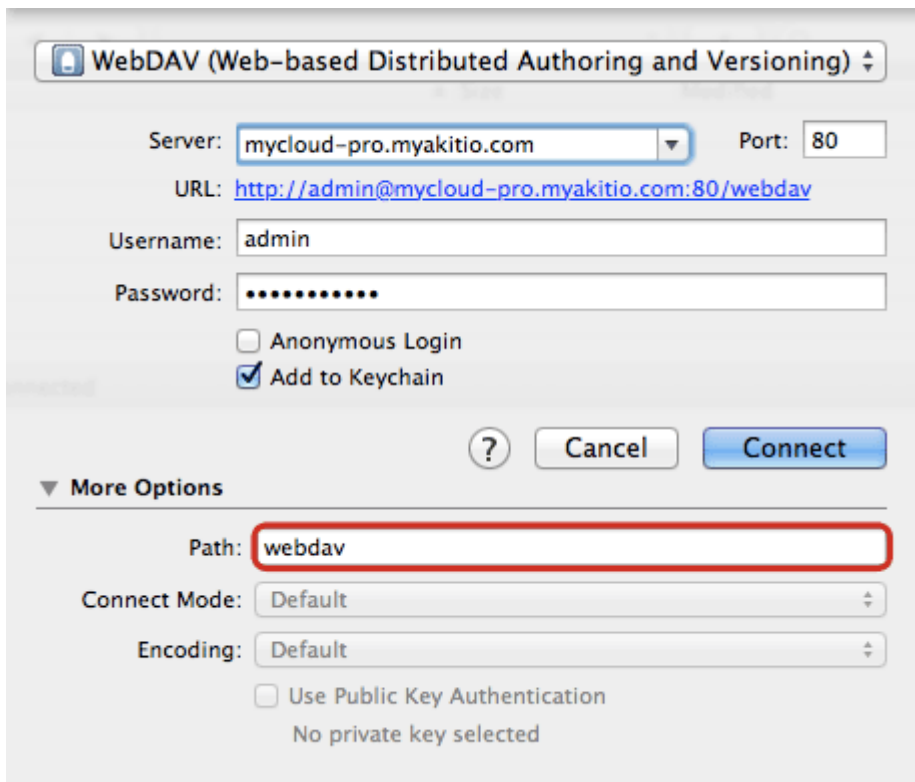 WebDAV (Web-based Distributed Authoring and Versioning)
Size Modified
Server: mycloud-pro.myakitio.com Port: 80
URL: http://admin@mycloud-pro.myakitio.com:80/webdav
Username: admin
Password: •••••••••••
Anonymous Login
Add to Keychain
? Cancel Connect
More Options
Path: webdav
Connect Mode: Default
Encoding: Default
Use Public Key Authentication
No private key selected